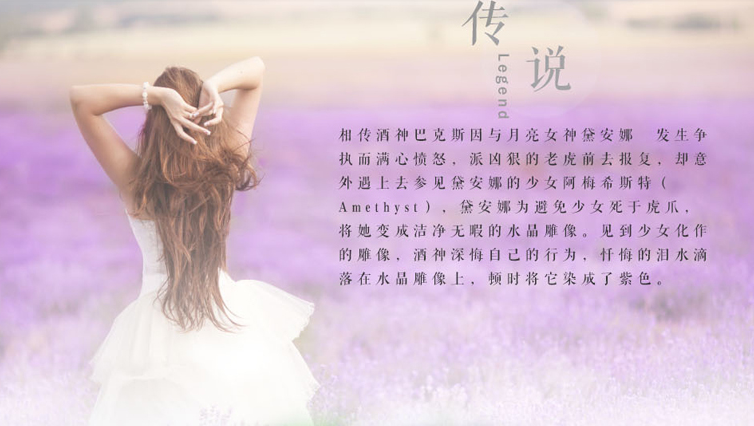 传
说
Legend
相传酒神巴克斯因与月亮女神黛安娜 发生争
执而满心愤怒，派凶狠的老虎前去报复，却意
外遇上去参见黛安娜的少女阿梅希斯特（
Amethyst），黛安娜为避免少女死于虎爪，
将她变成洁净无暇的水晶雕像。见到少女化作
的雕像，酒神深悔自己的行为，忏悔的泪水滴
落在水晶雕像上，顿时将它染成了紫色。